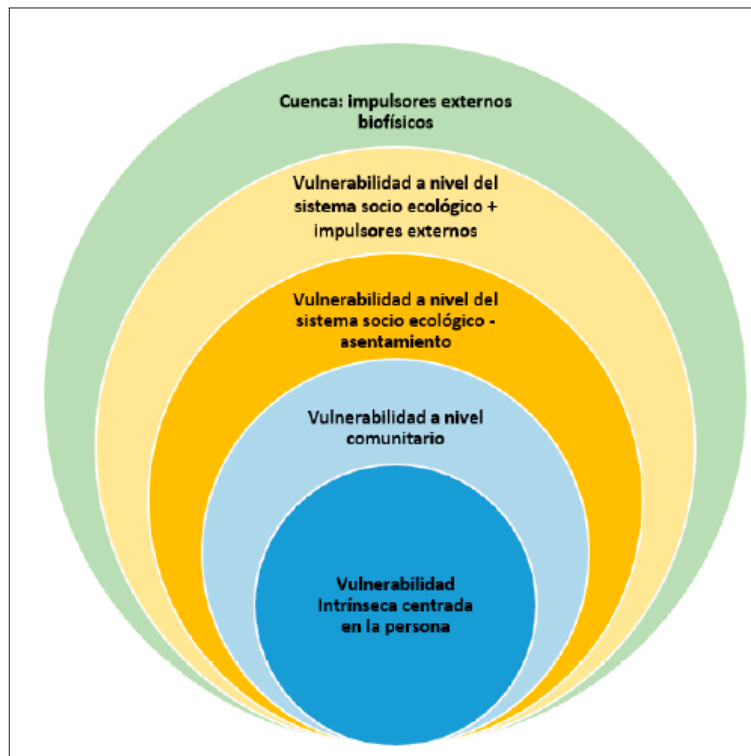 Cuenca: impulsores externos
biofísicos
Vulnerabilidad a nivel del
sistema socio ecológico +
impulsores externos
Vulnerabilidad a nivel del
sistema socio ecológico -
asentamiento
Vulnerabilidad a nivel
comunitario
Vulnerabilidad
Intrínseca centrada
en la persona